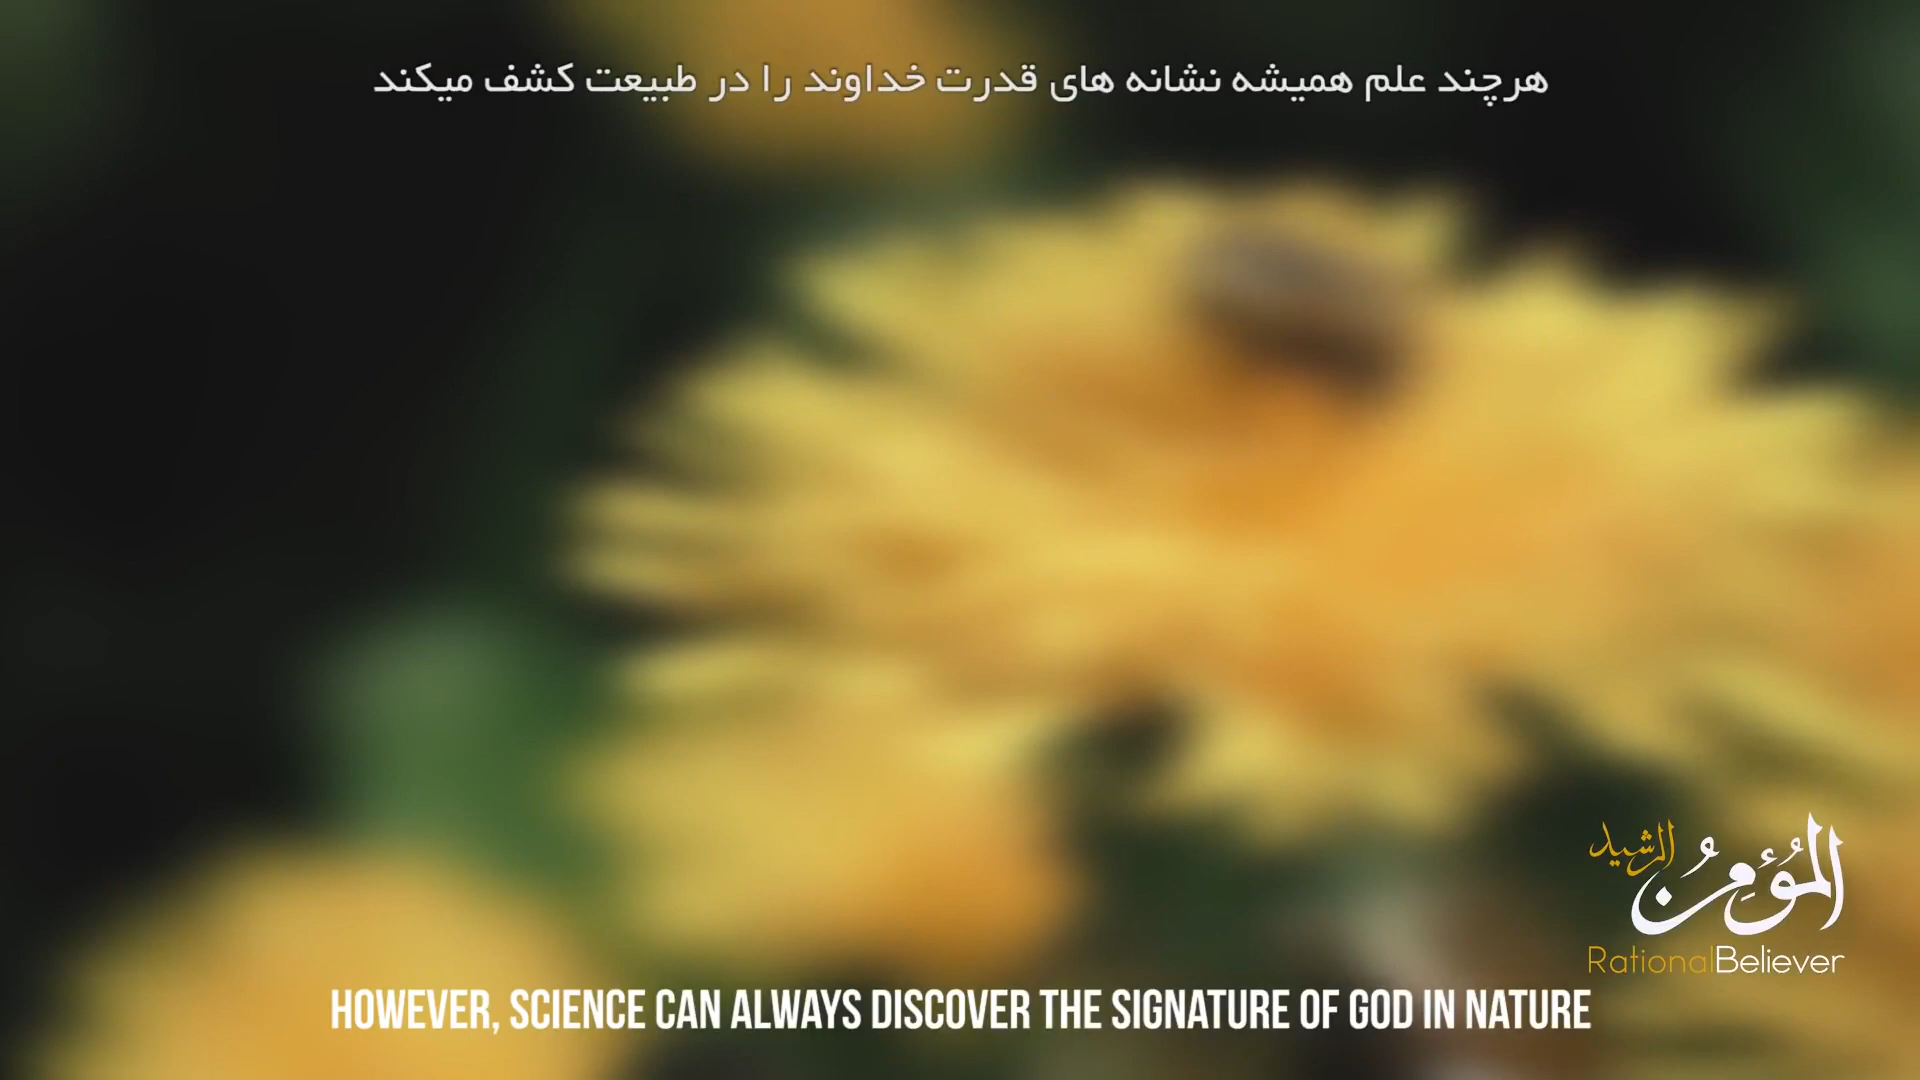 هرچند علم همیشه نشانه های قدرت خداوند را در طبیعت کشف میکند
المؤمن الرشيد
RationalBeliever
HOWEVER, SCIENCE CAN ALWAYS DISCOVER THE SIGNATURE OF GOD IN NATURE